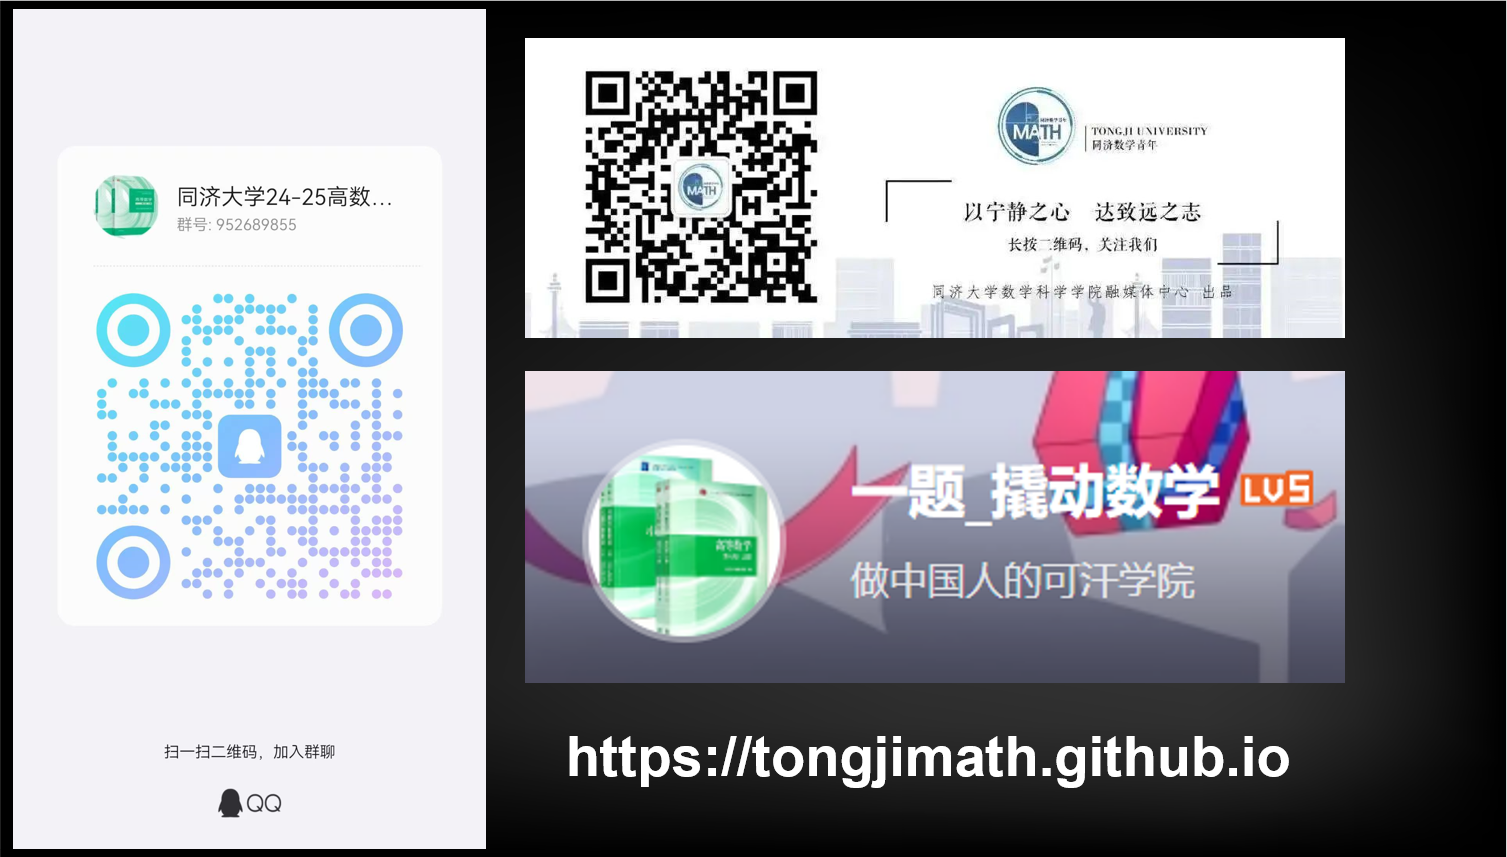 同济大学24-25高数...
群号: 952689855
扫一扫二维码，加入群聊
QQ
MATH
TONGJI UNIVERSITY
同济数学青年
MATH
以宁静之心 达致远之志
长按二维码，关注我们
同济大学数学科学学院融媒体中心 出品
一题_撬动数学 LV5
高等数学
做中国人的可汗学院
https://tongjimath.github.io